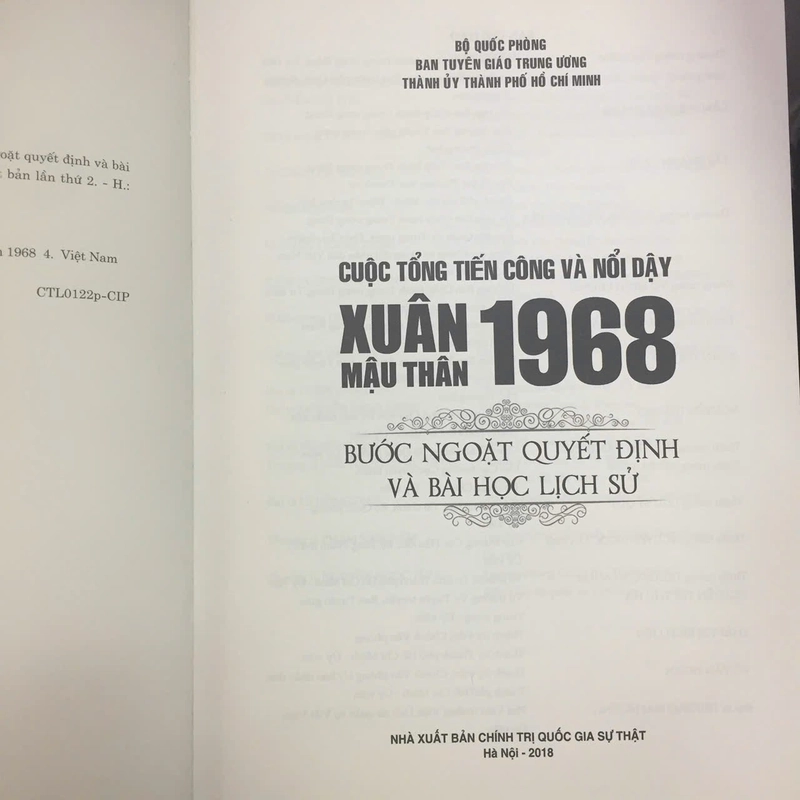 oặt quyết định và bài
bản lần thứ 2. - H.:
1968 4. Việt Nam
CTL0122p-CIP
BỘ QUỐC PHÒNG
BAN TUYÊN GIÁO TRUNG ƯƠNG
THÀNH ỦY THÀNH PHỐ HỒ CHÍ MINH
CUỘC TỔNG TIẾN CÔNG VÀ NỔI DẬY
XUÂN 1968
MẬU THÂN
BƯỚC NGOẶT QUYẾT ĐỊNH
VÀ BÀI HỌC LỊCH SỬ
NHÀ XUẤT BẢN CHÍNH TRỊ QUỐC GIA SỰ THẬT
Hà Nội - 2018